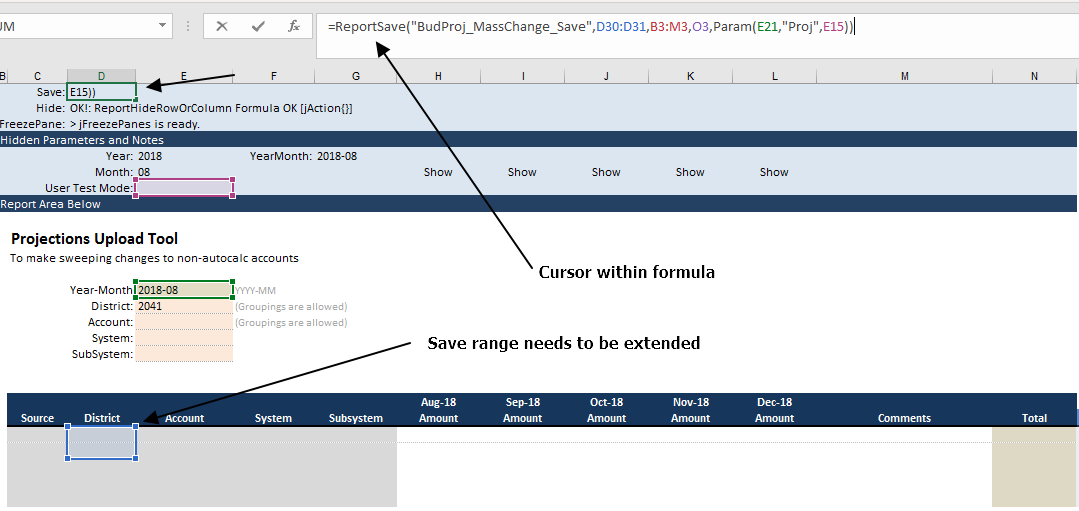 UM
=ReportSave("BudProj_MassChange_Save",D30:D31,B3:M3,O3,Param(E21,"Proj",E15))
fx
B C D E F G H I J K L M N
Save: E15))
Hide: OK!: ReportHideRowOrColumn Formula OK [jAction{}]
FreezePane: > jFreezePanes is ready.
Hidden Parameters and Notes
Year: 2018 YearMonth: 2018-08
Month: 08 Show Show Show Show Show
User Test Mode:
Report Area Below
Projections Upload Tool
To make sweeping changes to non-autocalc accounts
Cursor within formula
Year-Month 2018-08 YYYY-MM
District: 2041 (Groupings are allowed)
Account: (Groupings are allowed)
System:
SubSystem:
Save range needs to be extended
Aug-18 Sep-18 Oct-18 Nov-18 Dec-18
Source District Account System Subsystem Amount Amount Amount Amount Amount Comments Total